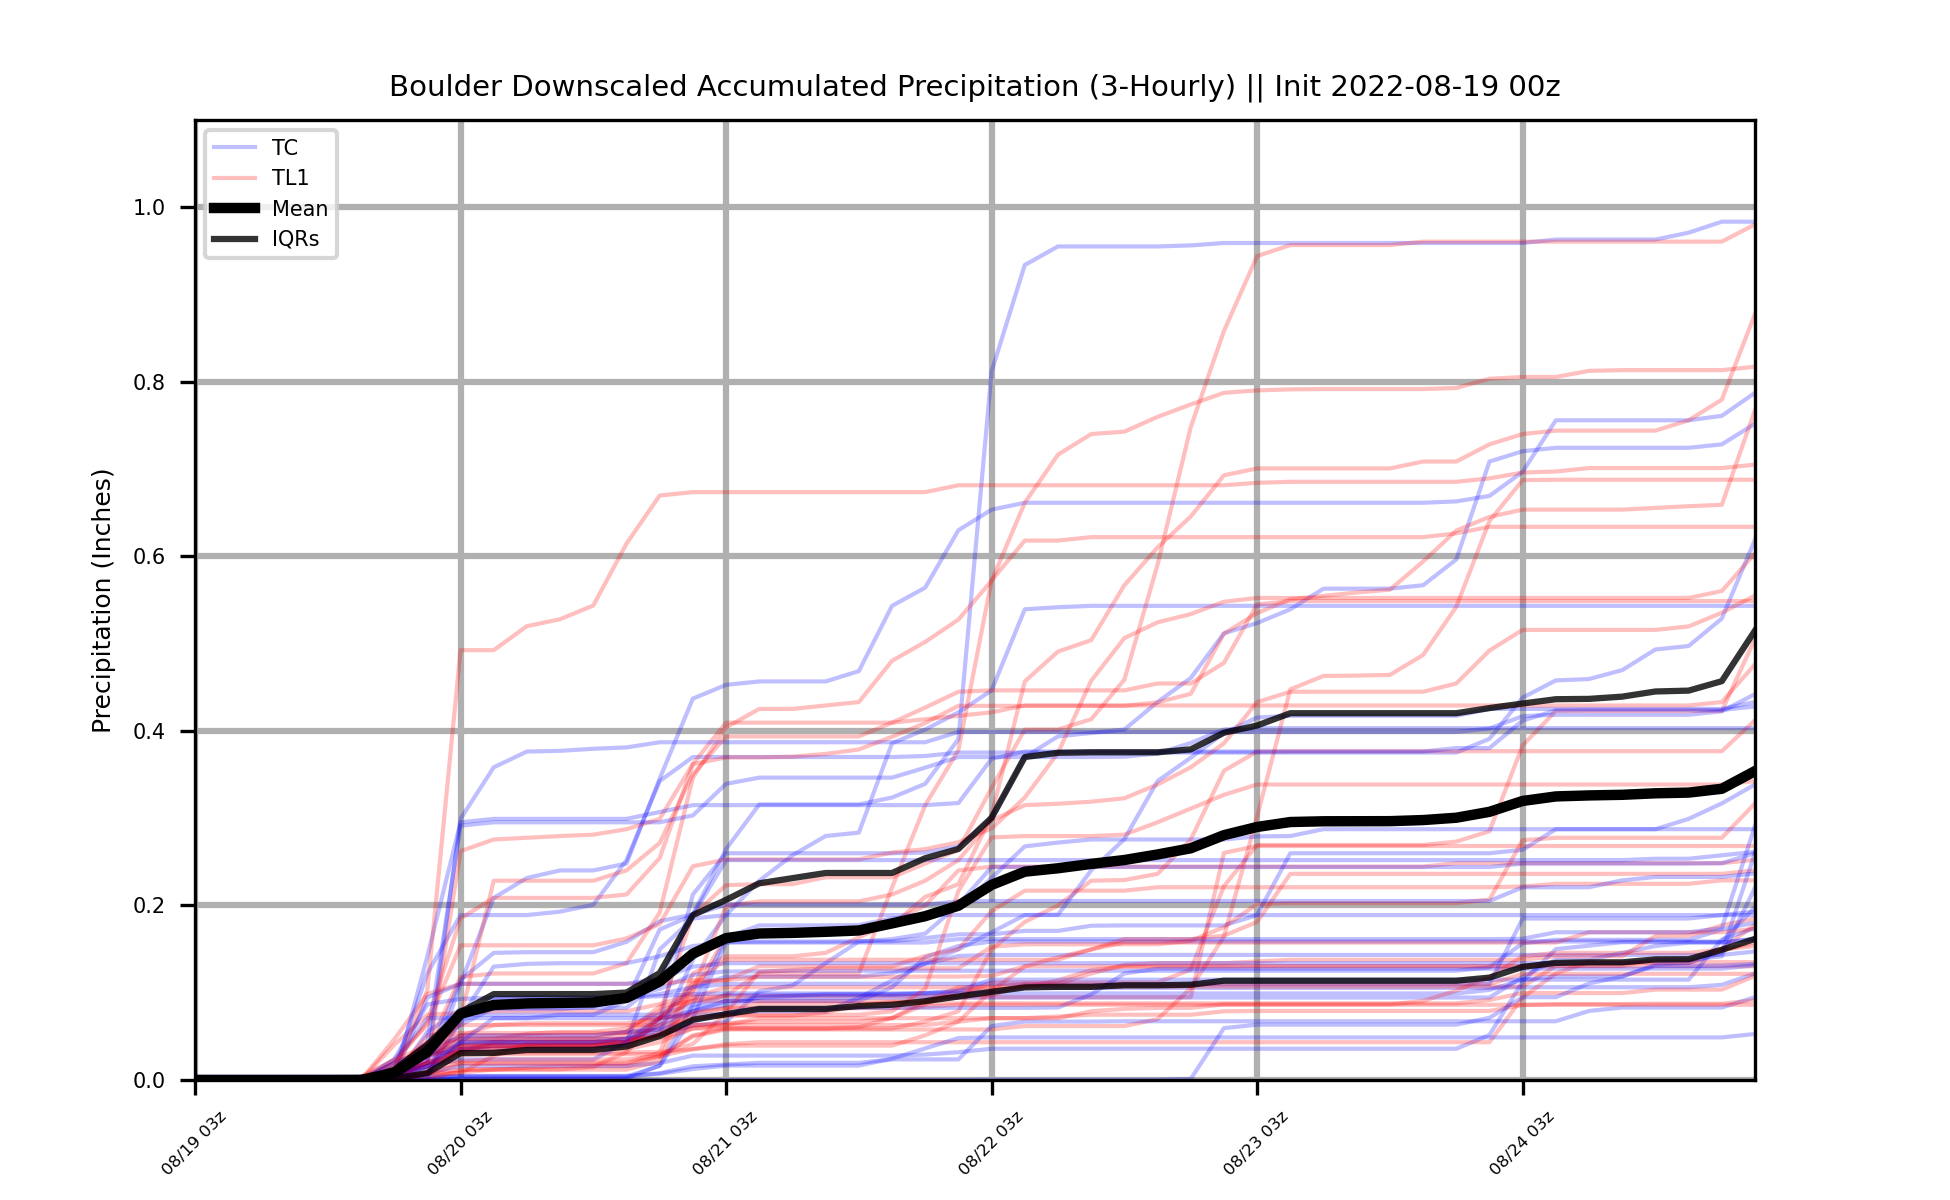 Boulder Downscaled Accumulated Precipitation (3-Hourly) || Init 2022-08-19 00z
TC
TL1
Mean
IQRs
Precipitation (Inches)
1.0
0.8
0.6
0.4
0.2
0.0
08/19 03z
08/20 03z
08/21 03z
08/22 03z
08/23 03z
08/24 03z